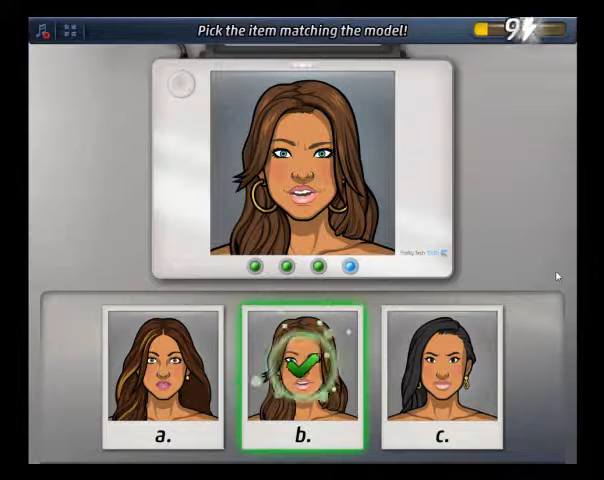 Pick the item matching the model!
9
a.
b.
c.